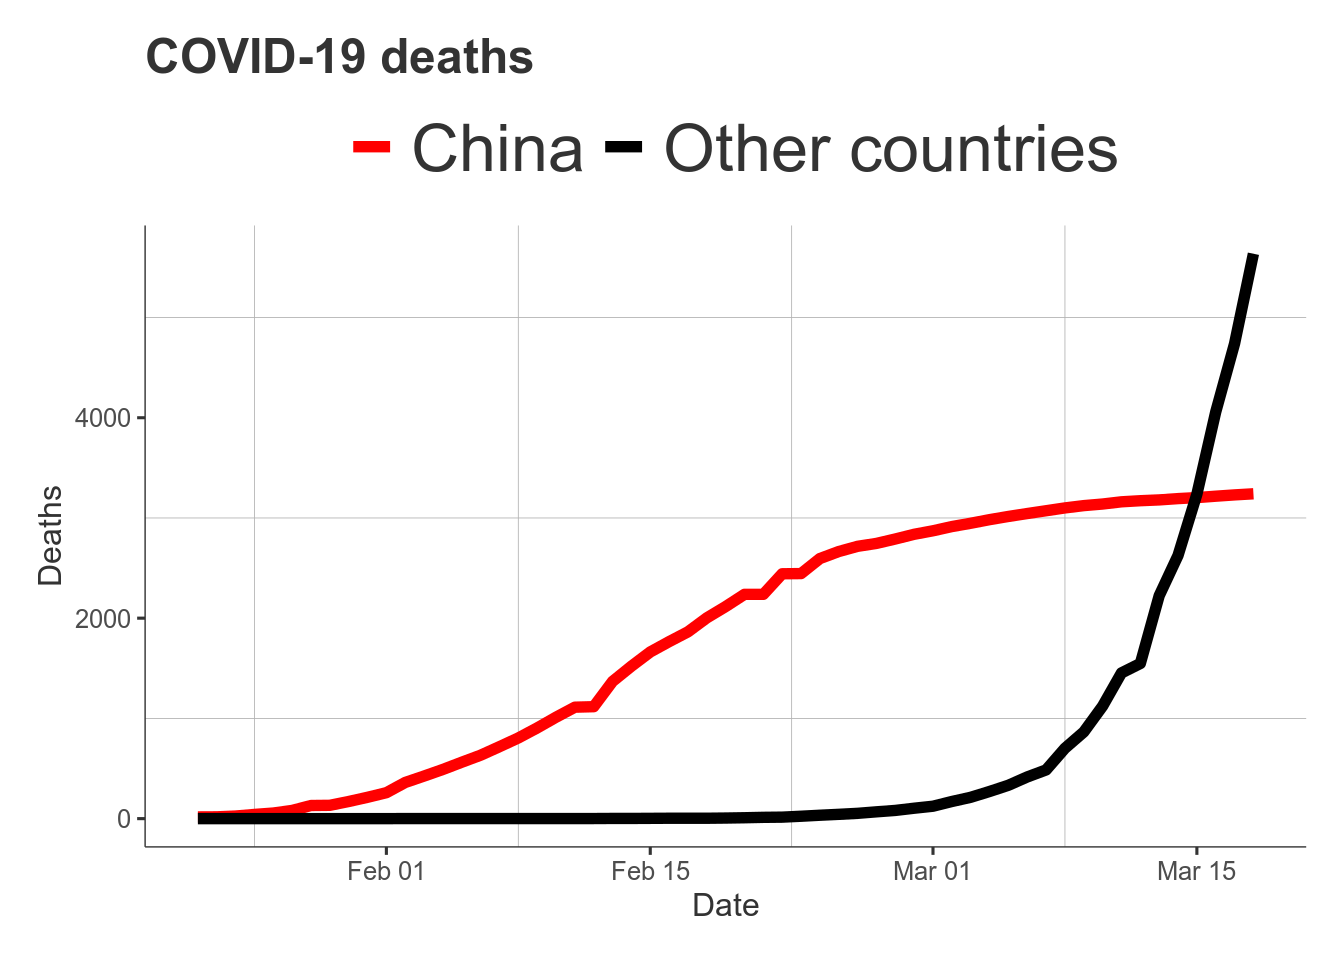 COVID-19 deaths
China Other countries
4000
2000
0
Deaths
Feb 01 Feb 15 Mar 01 Mar 15
Date